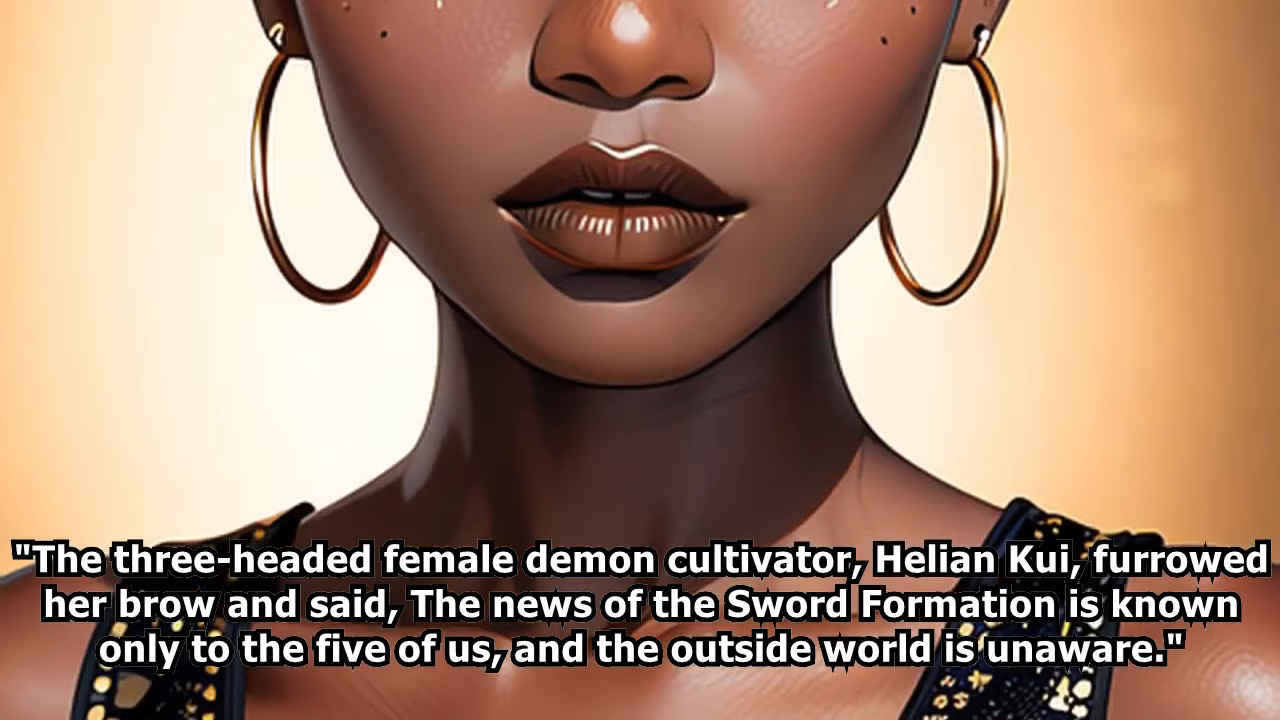 "The three-headed female demon cultivator, Helian Kui, furrowed
her brow and said, The news of the Sword Formation is known
only to the five of us, and the outside world is unaware."